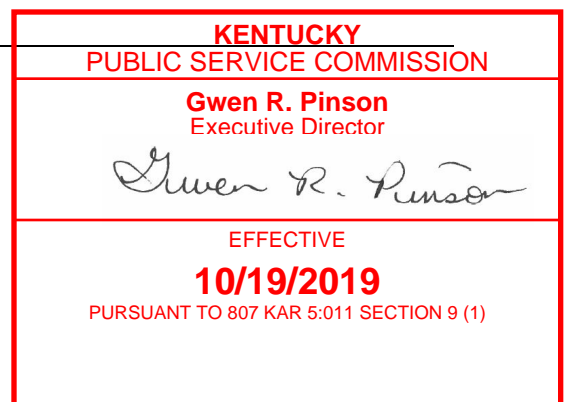 KENTUCKY
PUBLIC SERVICE COMMISSION
Gwen R. Pinson
Executive Director
Gwen R. Pinson
EFFECTIVE
10/19/2019
PURSUANT TO 807 KAR 5:011 SECTION 9 (1)